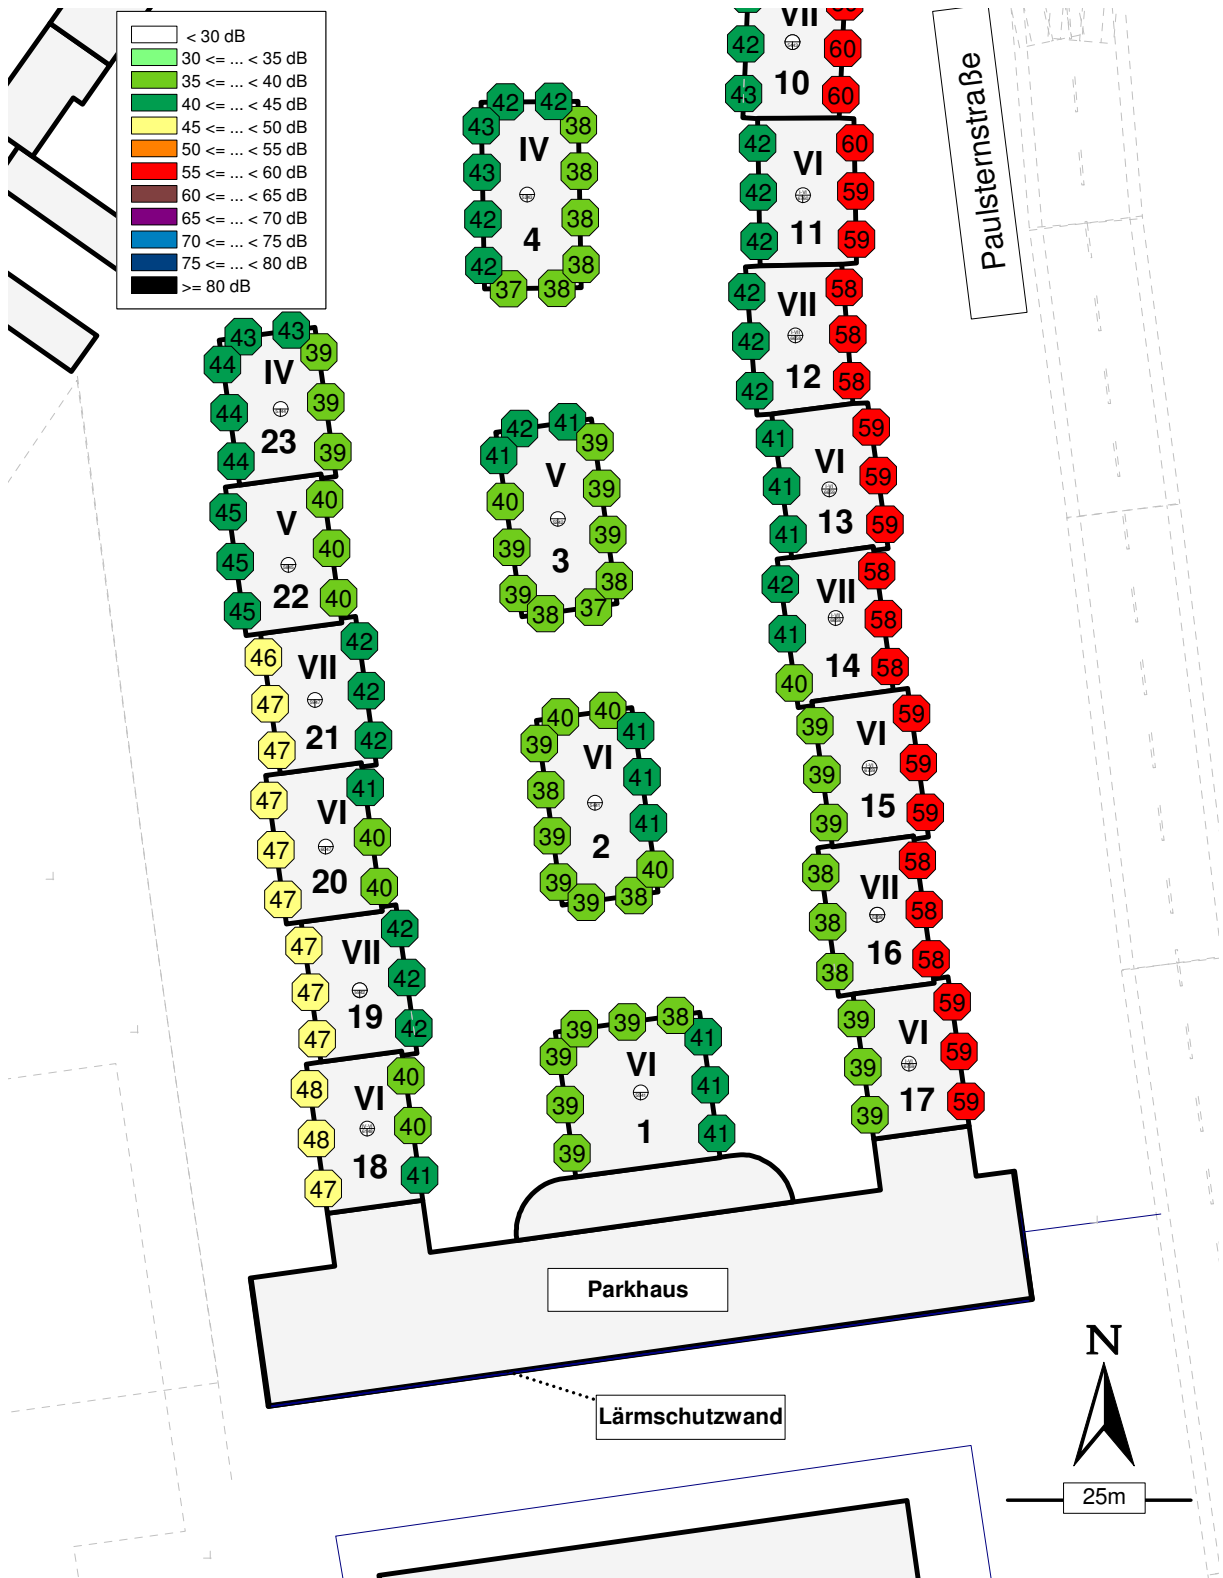 < 30 dB
30 <= ... < 35 dB
35 <= ... < 40 dB
40 <= ... < 45 dB
45 <= ... < 50 dB
50 <= ... < 55 dB
55 <= ... < 60 dB
60 <= ... < 65 dB
65 <= ... < 70 dB
70 <= ... < 75 dB
75 <= ... < 80 dB
>= 80 dB
VII
42 60
10
43 60
Paulsternstraße
42 42
43 38
IV
43 38
42 38
4
42 38
37 38
42 60
VI
42 59
11
42 59
42 58
VII
42 58
12
42 58
43 43
44 39
IV
44 39
23
44 39
42 41
41 39
V
40 39
39 39
3
39 38
38 37
41 59
VI
41 59
13
41 59
45 40
V
45 40
22
45 40
42 58
VII
41 58
14
40 58
46 42
VII
47 42
21
47 42
40 40
39 41
VI
38 41
39 41
2
39 40
39 38
39 59
VI
39 59
15
39 59
47 41
VI
47 40
20
47 40
38 58
VII
38 58
16
38 58
47 42
VII
47 42
19
47 42
39 39 38
39 41
VI
39 41
1
39 41
39 59
VI
39 59
17
39 59
48 40
VI
48 40
18
47 41
Parkhaus
Lärmschutzwand
N
25m